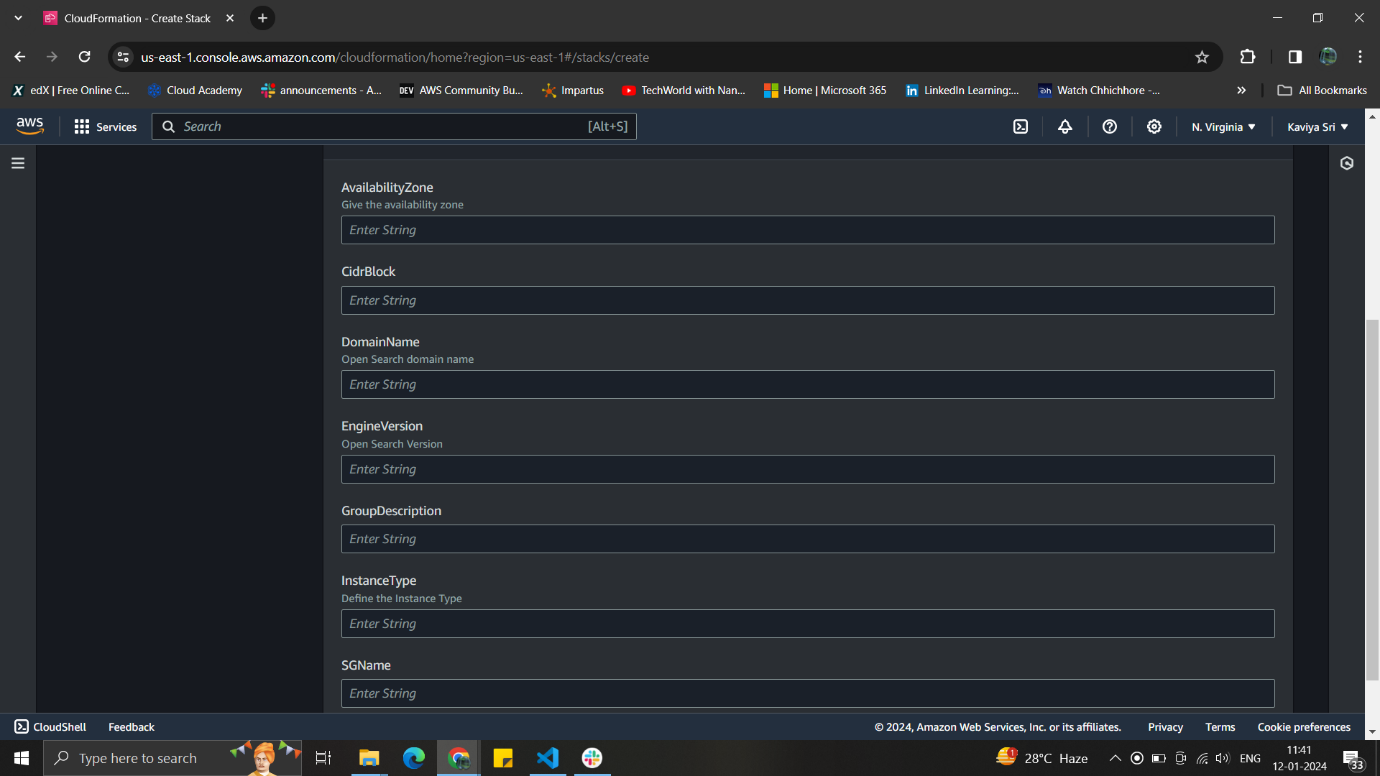 CloudFormation - Create Stack
us-east-1.console.aws.amazon.com/cloudformation/home?region=us-east-1#/stacks/create
edX | Free Online C... Cloud Academy announcements - A... DEV AWS Community Bu... Impartus TechWorld with Nan... Home | Microsoft 365 LinkedIn Learning:... Watch Chhichhore -... » All Bookmarks
aws Services Search [Alt+S] N. Virginia Kaviya Sri
AvailabilityZone
Give the availability zone
Enter String
CidrBlock
Enter String
DomainName
Open Search domain name
Enter String
EngineVersion
Open Search Version
Enter String
GroupDescription
Enter String
InstanceType
Define the Instance Type
Enter String
SGName
Enter String
CloudShell Feedback © 2024, Amazon Web Services, Inc. or its affiliates. Privacy Terms Cookie preferences
Type here to search 1 28°C Haze ENG 11:41
12-01-2024 33